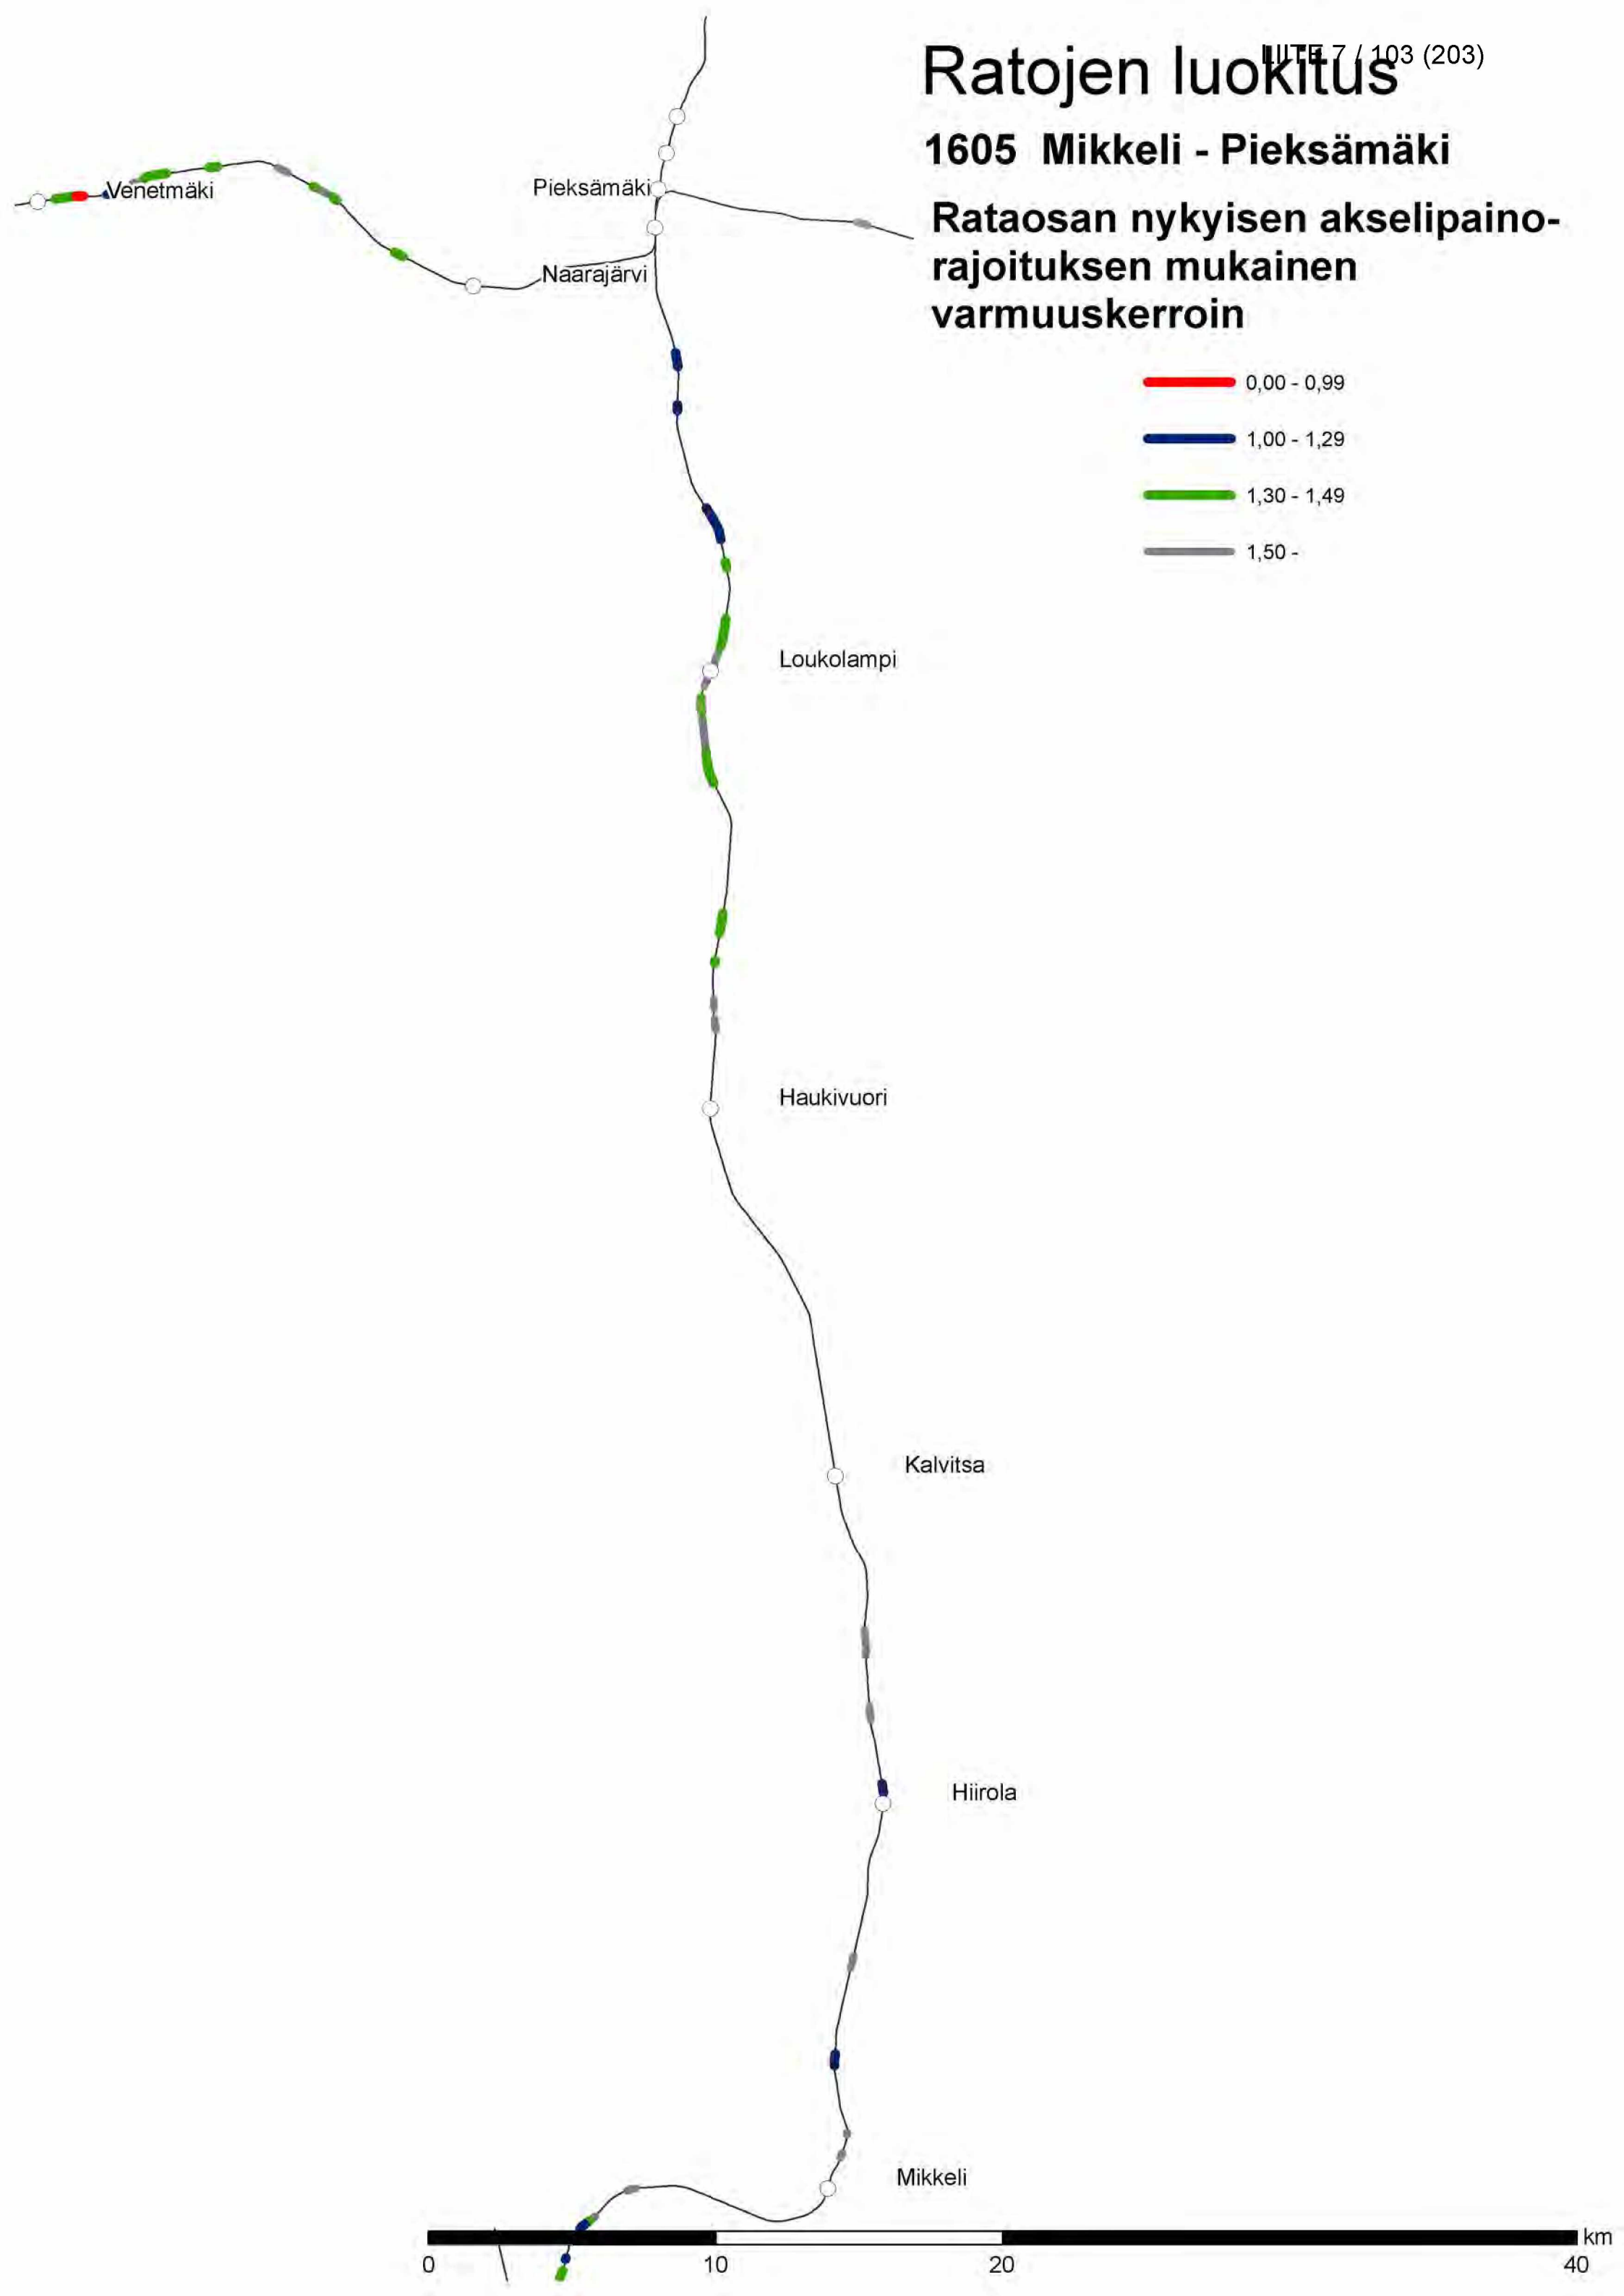 LIITE 7 / 103 (203)
Ratojen luokitus
1605 Mikkeli - Pieksämäki
Rataosan nykyisen akselipaino-
rajoituksen mukainen
varmuuskerroin
0,00 - 0,99
1,00 - 1,29
1,30 - 1,49
1,50 -
Venetmäki
Pieksämäki
Naarajärvi
Loukolampi
Haukivuori
Kalvitsa
Hiirola
Mikkeli
km
0 10 20 40